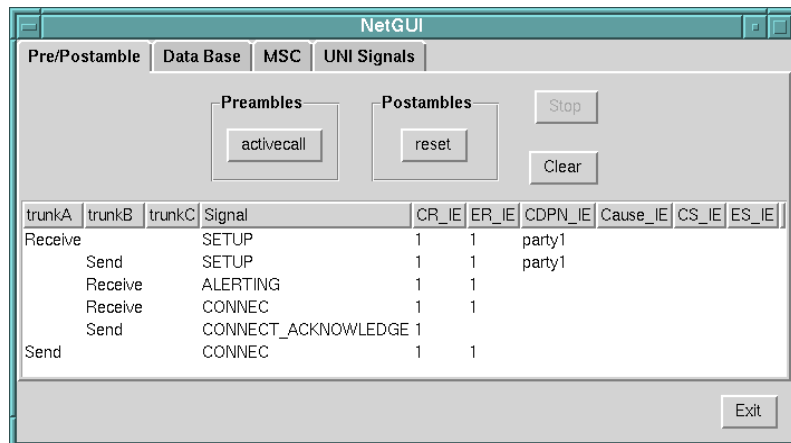 NetGUI
Pre/Postamble Data Base MSC UNI Signals
Preambles Postambles
activecall reset Stop
Clear
trunkA trunkB trunkC Signal CR_IE ER_IE CDPN_IE Cause_IE CS_IE ES_IE
Receive SETUP 1 1 party1
Send SETUP 1 1 party1
Receive ALERTING 1 1
Receive CONNEC 1 1
Send CONNECT_ACKNOWLEDGE 1
Send CONNEC 1 1
Exit